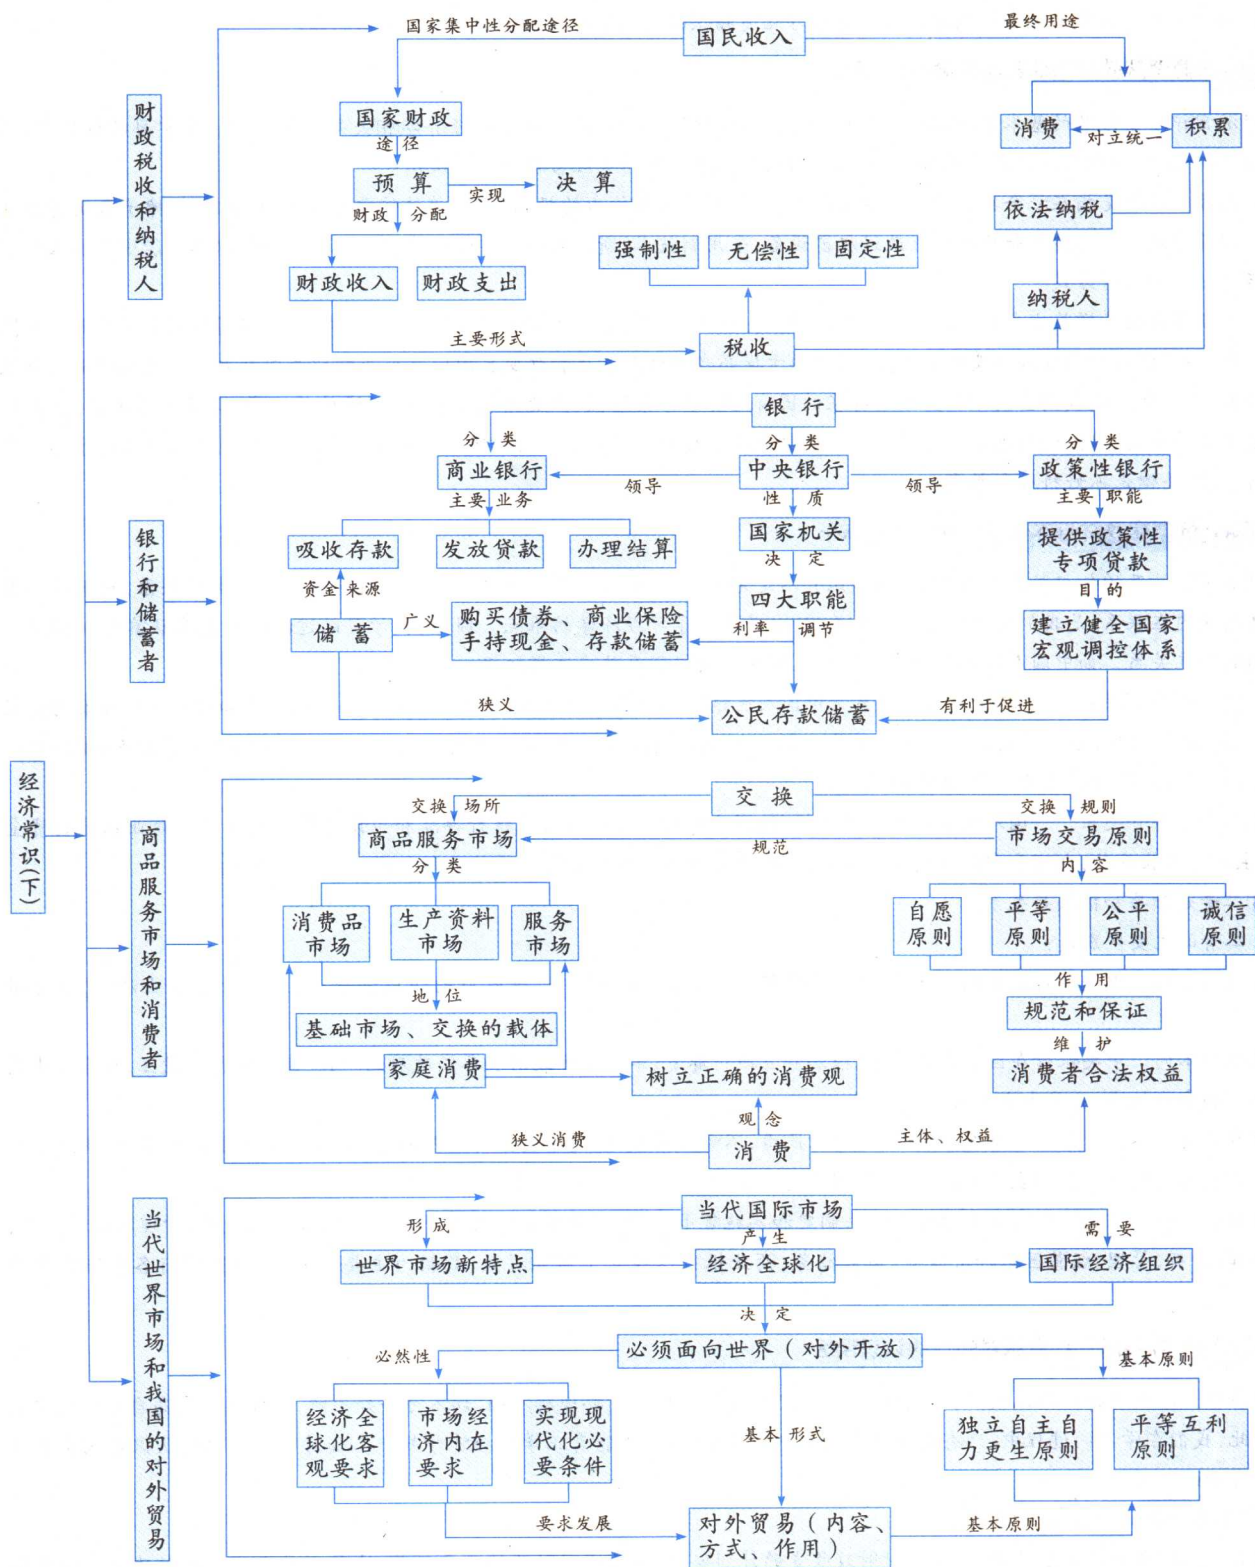 经济常识(下)
财政税收和纳税人
国家集中性分配途径
国民收入
最终用途
国家财政
消费
对立统一
积累
途径
预算
实现
决算
依法纳税
财政 分配
强制性
无偿性
固定性
财政收入
财政支出
纳税人
主要形式
税收
银行和储蓄者
银行
分类
分类
分类
商业银行
领导
中央银行
领导
政策性银行
主要业务
性质
主要职能
吸收存款
发放贷款
办理结算
国家机关
提供政策性
专项贷款
资金来源
决定
目的
储蓄
广义
购买债券、商业保险
手持现金、存款储蓄
四大职能
利率 调节
建立健全国家
宏观调控体系
狭义
公民存款储蓄
有利于促进
商品服务市场和消费者
交换
交换场所
交换规则
商品服务市场
规范
市场交易原则
分类
内容
消费品
市场
生产资料
市场
服务
市场
自愿
原则
平等
原则
公平
原则
诚信
原则
地位
作用
基础市场、交换的载体
规范和保证
维护
家庭消费
树立正确的消费观
消费者合法权益
观念
狭义消费
消费
主体、权益
当代世界市场和我国的对外贸易
当代国际市场
形成
产生
需要
世界市场新特点
经济全球化
国际经济组织
决定
必须面向世界(对外开放)
必然性
基本原则
经济全
球化客
观要求
市场经
济内在
要求
实现现
代化必
要条件
基本形式
独立自主自
力更生原则
平等互利
原则
要求发展
对外贸易(内容、
方式、作用)
基本原则